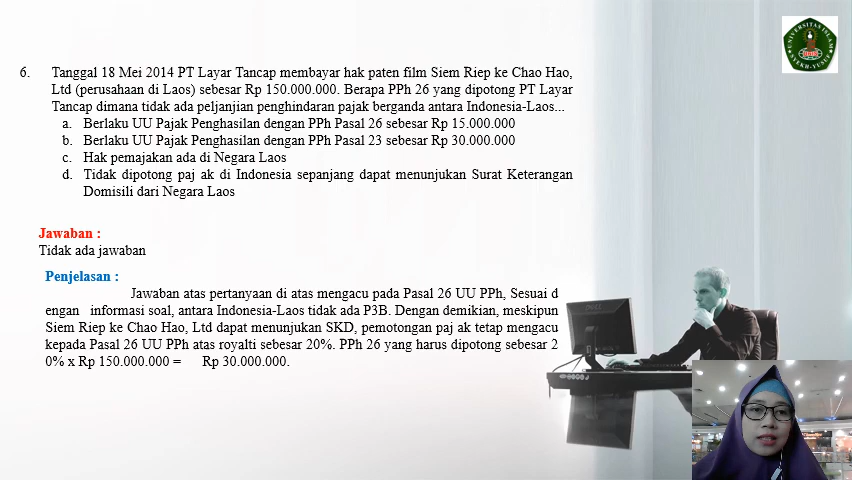 UNIVERSITAS ISLAM
SYEKH-YUSUF
6. Tanggal 18 Mei 2014 PT Layar Tancap membayar hak paten film Siem Riep ke Chao Hao,
Ltd (perusahaan di Laos) sebesar Rp 150.000.000. Berapa PPh 26 yang dipotong PT Layar
Tancap dimana tidak ada peljanjian penghindaran pajak berganda antara Indonesia-Laos...
a. Berlaku UU Pajak Penghasilan dengan PPh Pasal 26 sebesar Rp 15.000.000
b. Berlaku UU Pajak Penghasilan dengan PPh Pasal 23 sebesar Rp 30.000.000
c. Hak pemajakan ada di Negara Laos
d. Tidak dipotong paj ak di Indonesia sepanjang dapat menunjukan Surat Keterangan
Domisili dari Negara Laos
Jawaban :
Tidak ada jawaban
Penjelasan :
Jawaban atas pertanyaan di atas mengacu pada Pasal 26 UU PPh, Sesuai d
engan informasi soal, antara Indonesia-Laos tidak ada P3B. Dengan demikian, meskipun
Siem Riep ke Chao Hao, Ltd dapat menunjukan SKD, pemotongan paj ak tetap mengacu
kepada Pasal 26 UU PPh atas royalti sebesar 20%. PPh 26 yang harus dipotong sebesar 2
0% x Rp 150.000.000 = Rp 30.000.000.